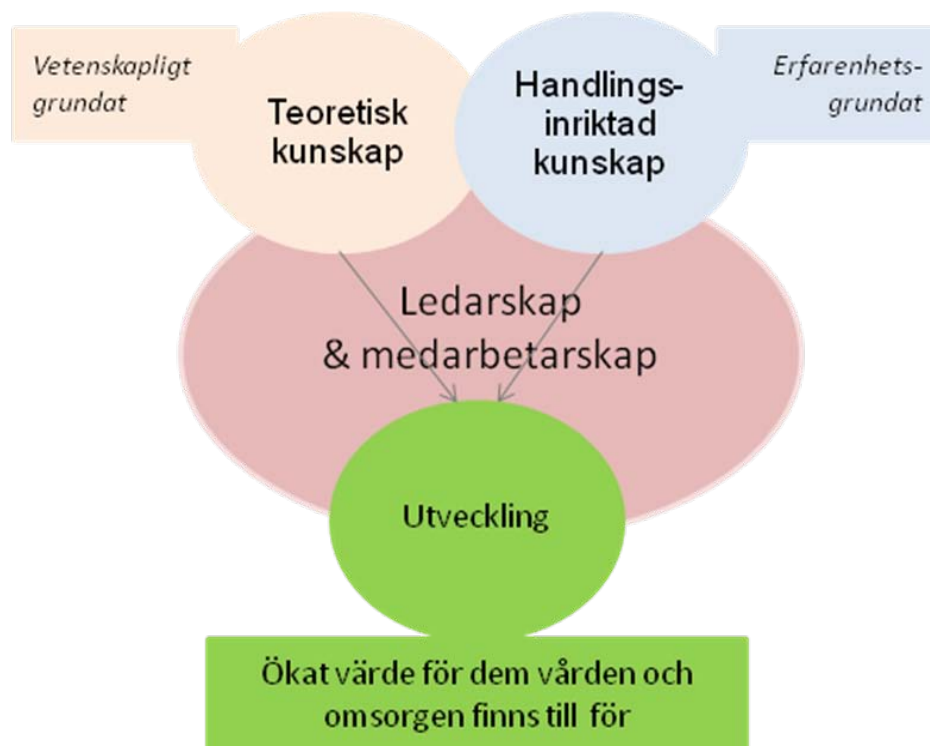 Vetenskapligt
grundat
Teoretisk
kunskap
Handlings-
inriktad
kunskap
Erfarenhets-
grundat
Ledarskap
& medarbetarskap
Utveckling
Ökat värde för dem vården och
omsorgen finns till för